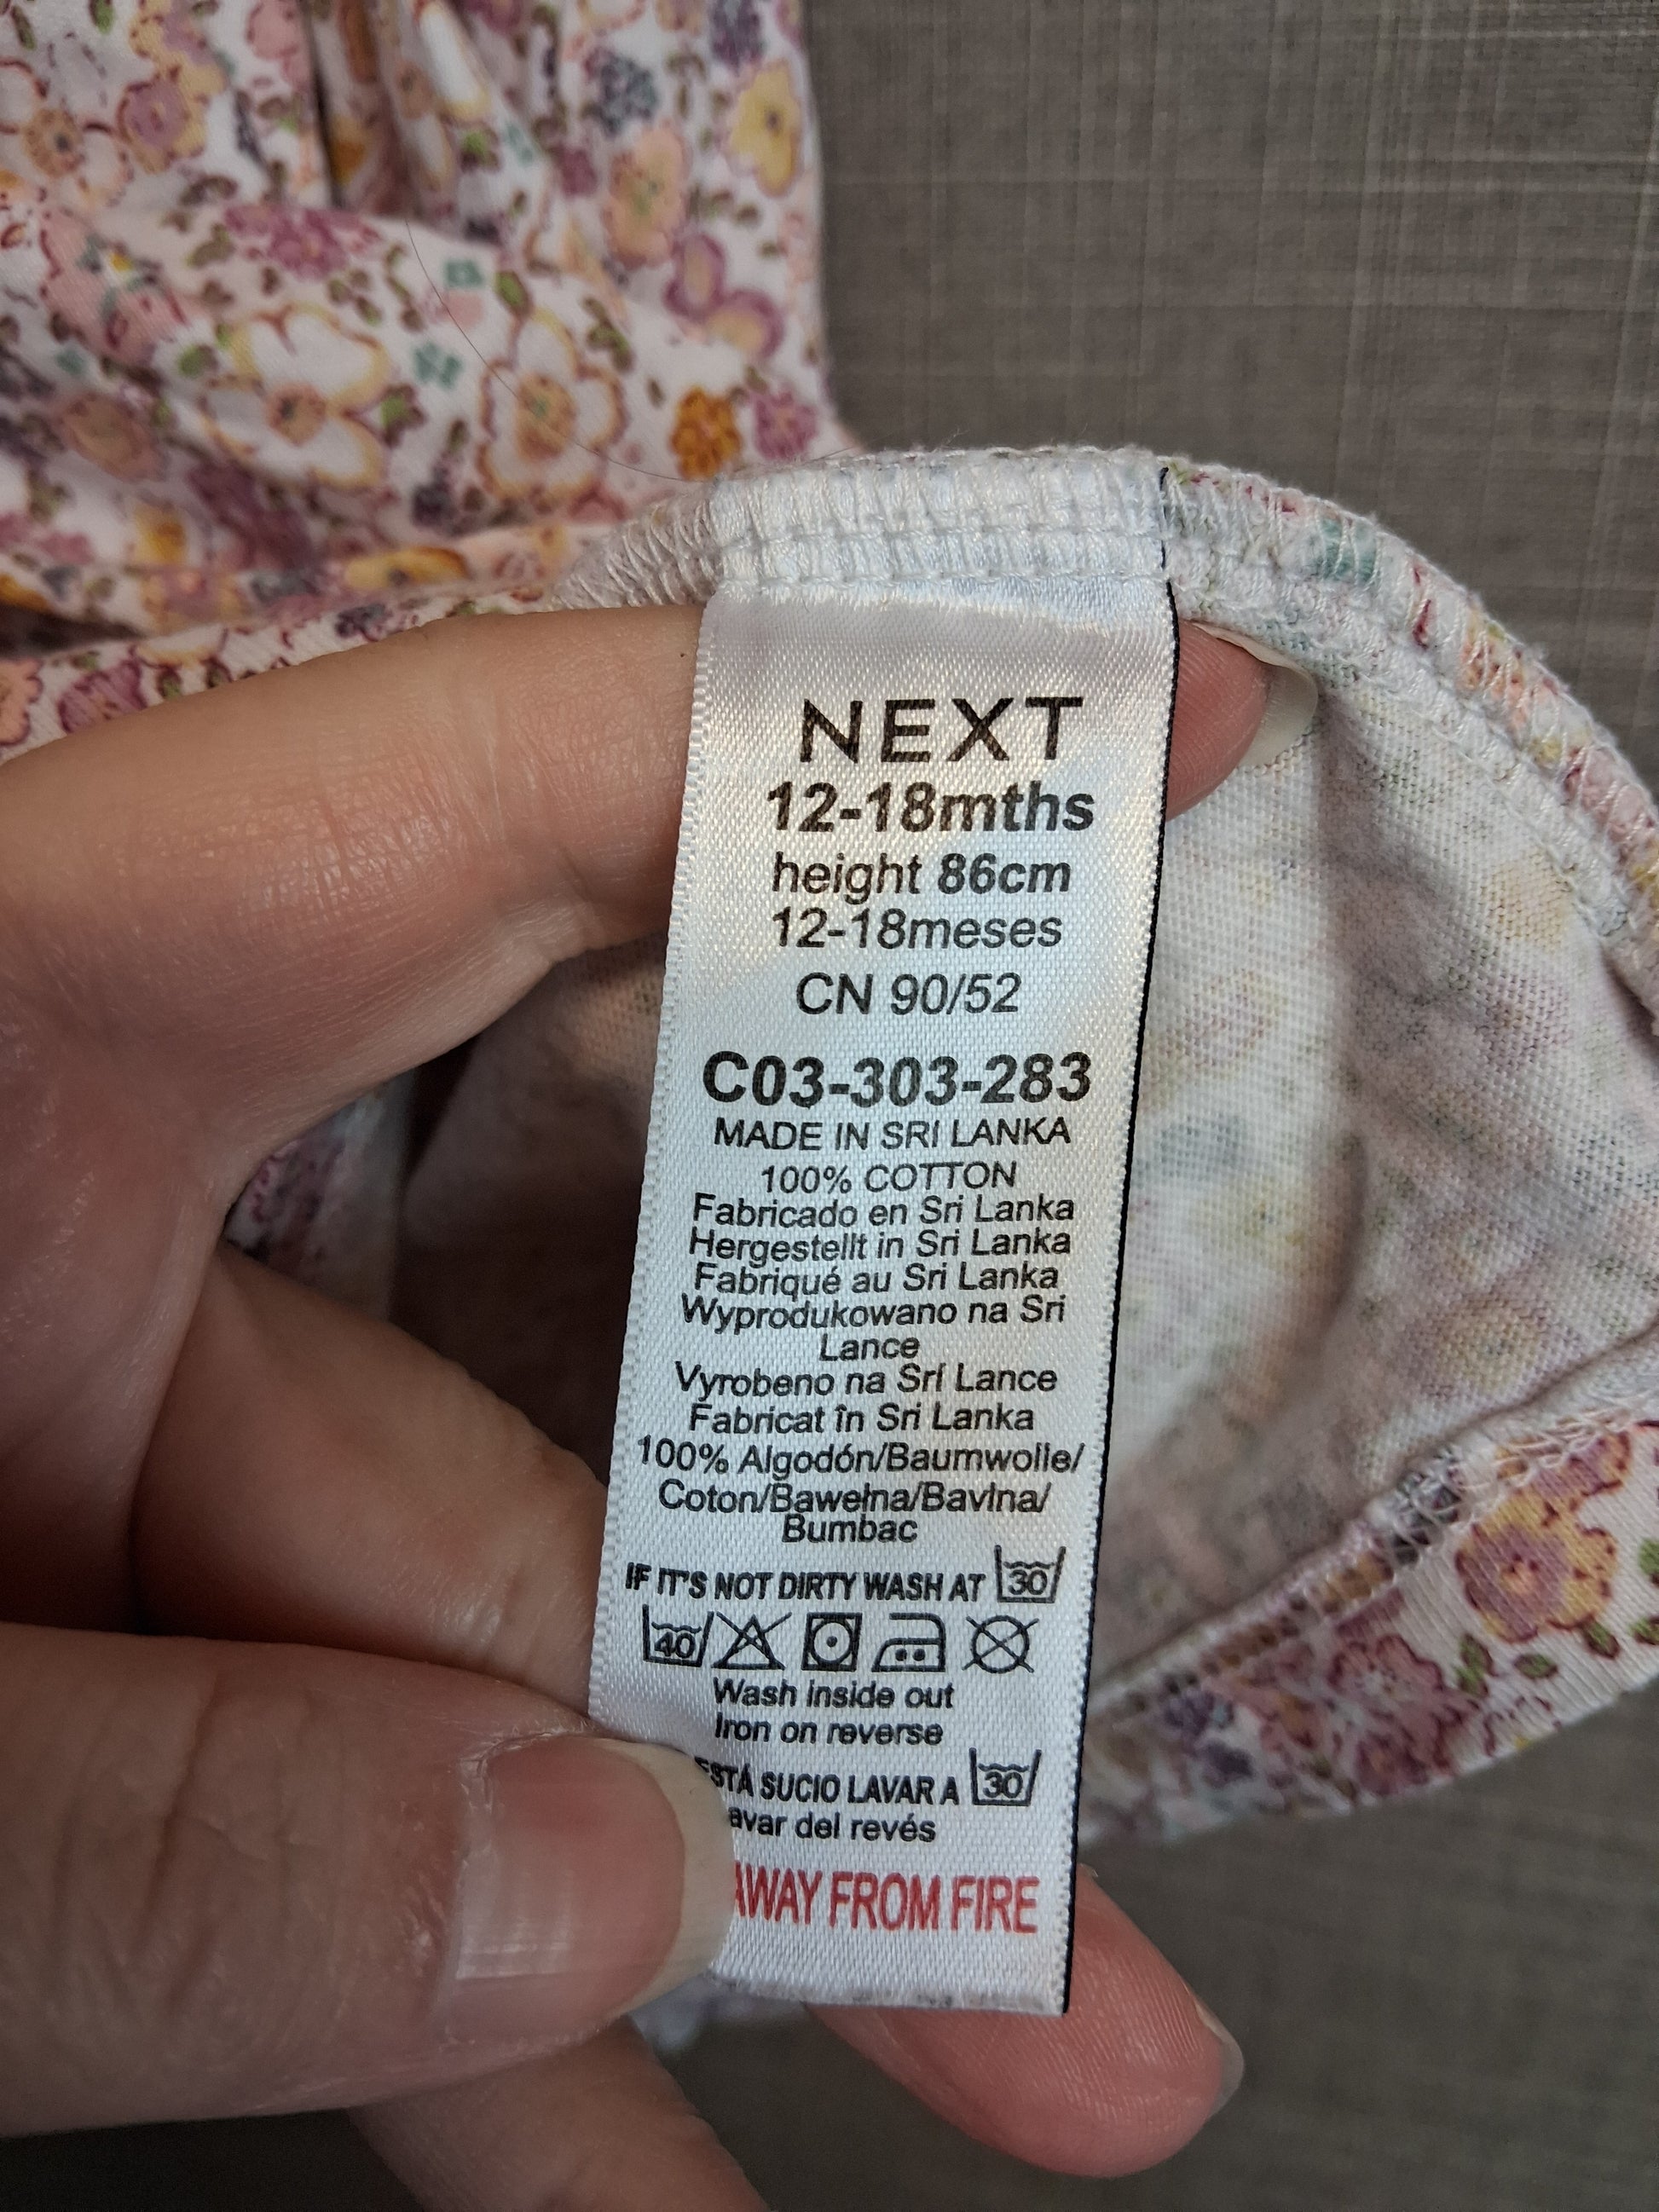 NEXT
12-18mths
height 86cm
12-18meses
CN 90/52
C03-303-283
MADE IN SRI LANKA
100% COTTON
Fabricado en Sri Lanka
Hergestellt in Sri Lanka
Fabriqué au Sri Lanka
Wyprodukowano na Sri
Lance
Vyrobeno na Srí Lance
Fabricat în Sri Lanka
100% Algodón/Baumwolle/
Coton/Bawełna/Bavlna/
Bumbac
IF IT'S NOT DIRTY WASH AT 30
40
Wash inside out
Iron on reverse
SUCIO LAVAR A 30
del revés
AWAY FROM FIRE